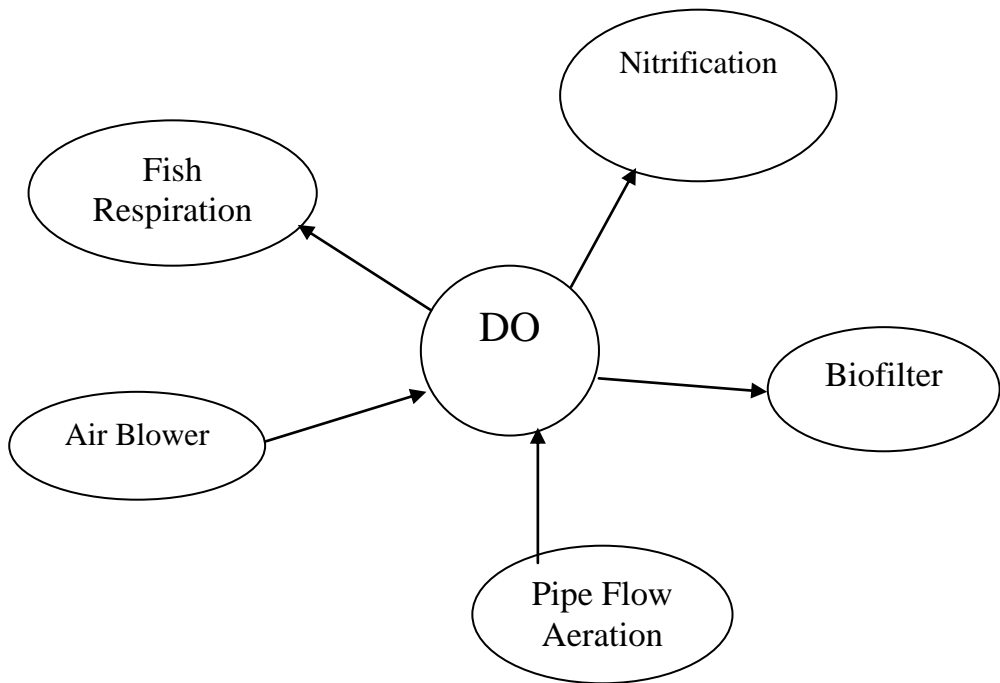 Nitrification
Fish
Respiration
DO
Biofilter
Air Blower
Pipe Flow
Aeration